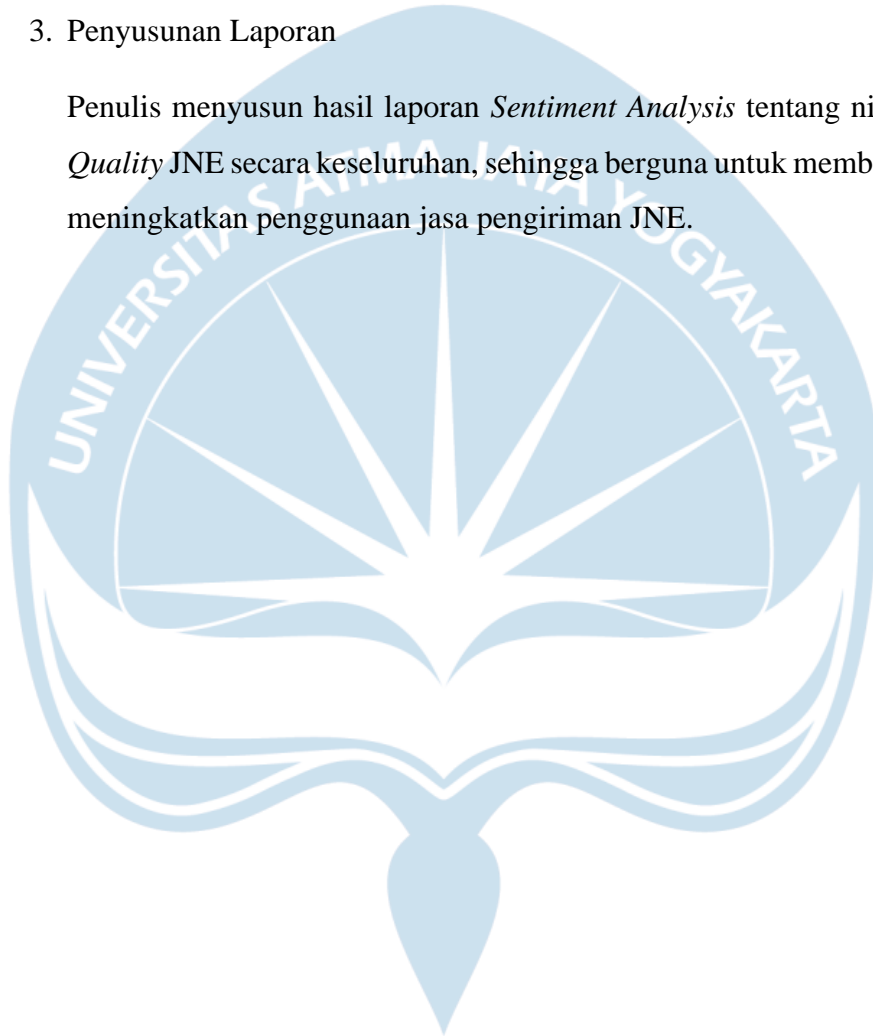 3. Penyusunan Laporan
Penulis menyusun hasil laporan Sentiment Analysis tentang ni
Quality JNE secara keseluruhan, sehingga berguna untuk memb
meningkatkan penggunaan jasa pengiriman JNE.
UNIVERSITAS ATMA JAYA YOGYAKARTA